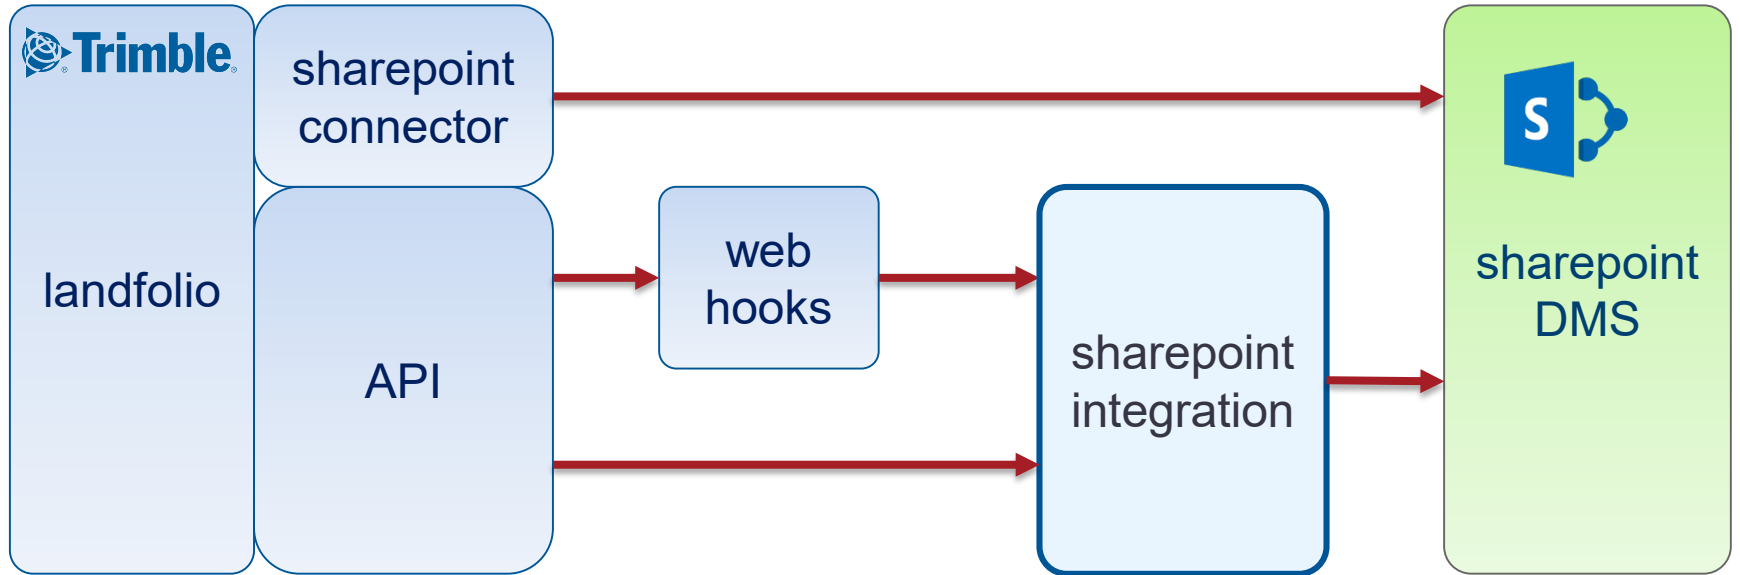 Trimble
landfolio
sharepoint
connector
API
web
hooks
sharepoint
integration
S
sharepoint
DMS